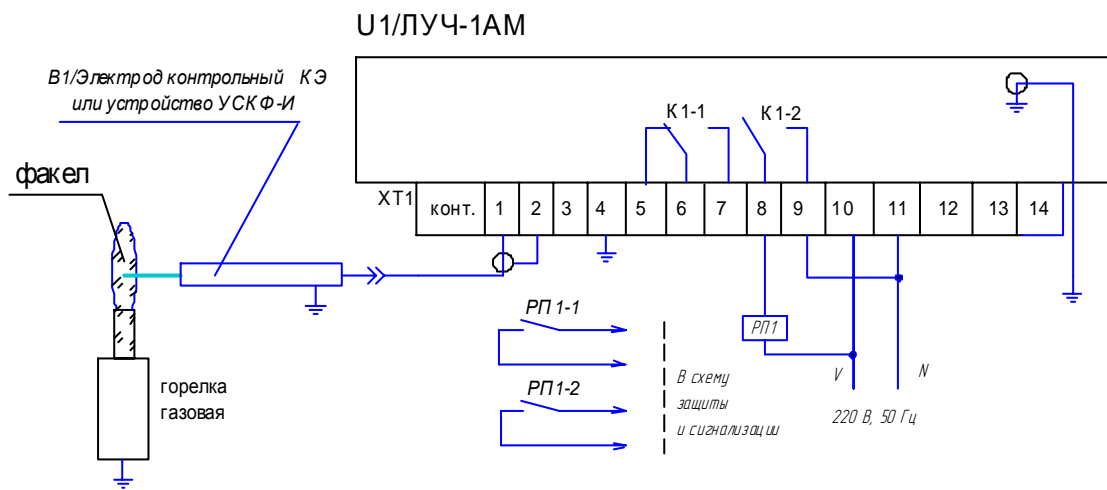 U1/ЛУЧ-1АМ
В1/Электрод контрольный КЭ
или устройство УСКФ-И
факел
К1-1
К1-2
ХТ1
конт. 1 2 3 4 5 6 7 8 9 10 11 12 13 14
РП1-1
РП1
РП1-2
горелка
газовая
В схему
защиты
и сигнализации
V
N
220 В, 50 Гц